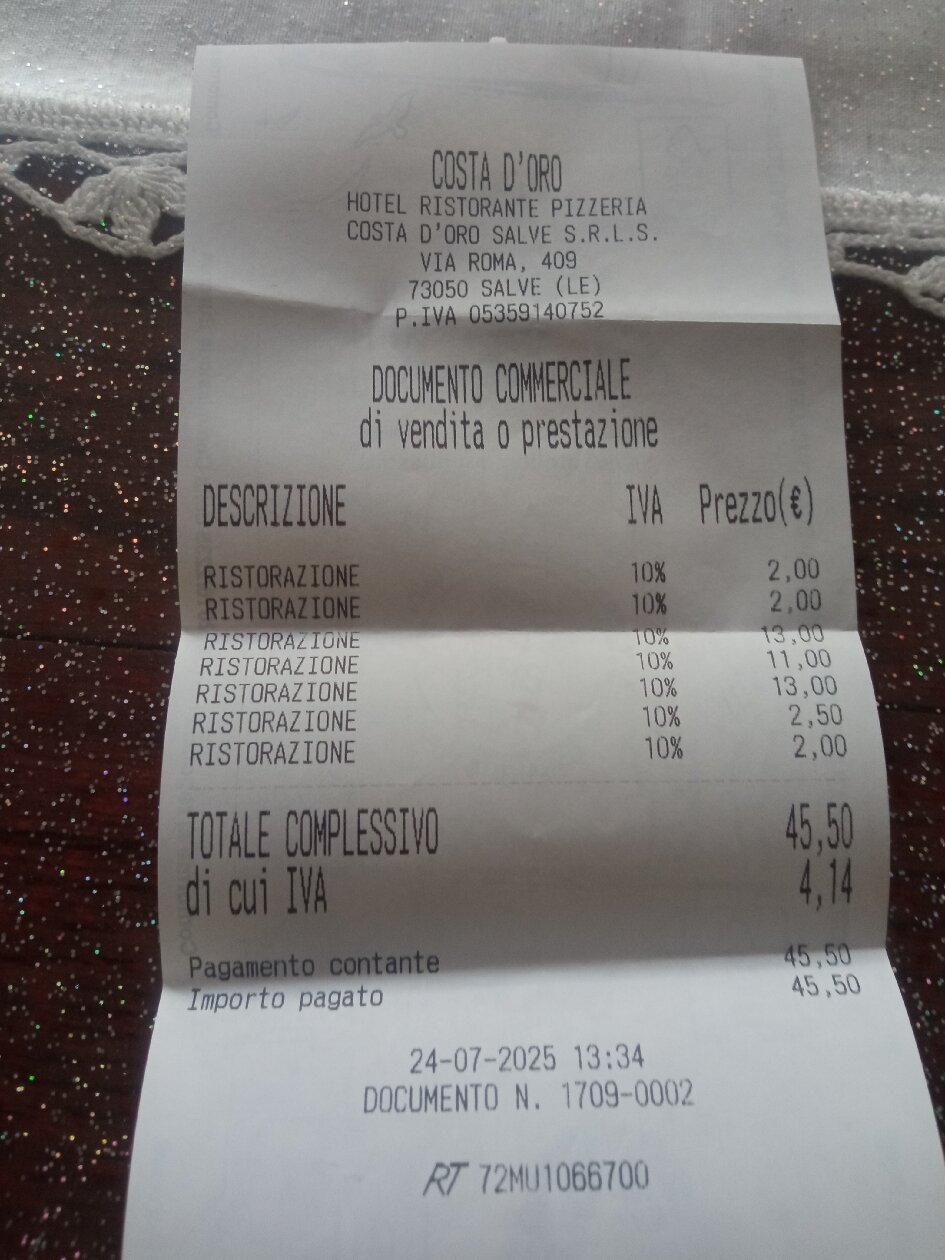 COSTA D'ORO
HOTEL RISTORANTE PIZZERIA
COSTA D'ORO SALVE S.R.L.S.
VIA ROMA, 409
73050 SALVE (LE)
P.IVA 05359140752
DOCUMENTO COMMERCIALE
di vendita o prestazione
DESCRIZIONE IVA Prezzo(€)
RISTORAZIONE 10% 2,00
RISTORAZIONE 10% 2,00
RISTORAZIONE 10% 13,00
RISTORAZIONE 10% 11,00
RISTORAZIONE 10% 13,00
RISTORAZIONE 10% 2,50
RISTORAZIONE 10% 2,00
TOTALE COMPLESSIVO 45,50
di cui IVA 4,14
Pagamento contante 45,50
Importo pagato 45,50
24-07-2025 13:34
DOCUMENTO N. 1709-0002
RT 72MU1066700